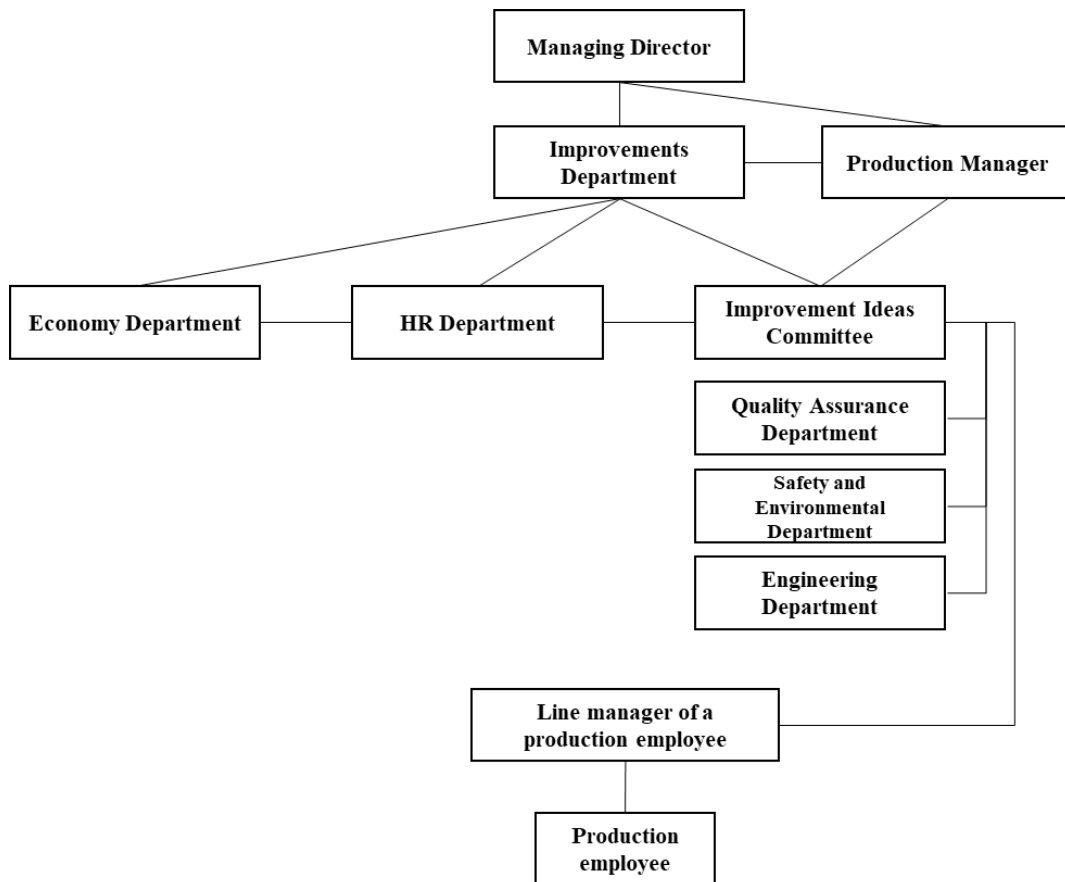 Managing Director
Improvements
Department
Production Manager
Economy Department
HR Department
Improvement Ideas
Committee
Quality Assurance
Department
Safety and
Environmental
Department
Engineering
Department
Line manager of a
production employee
Production
employee